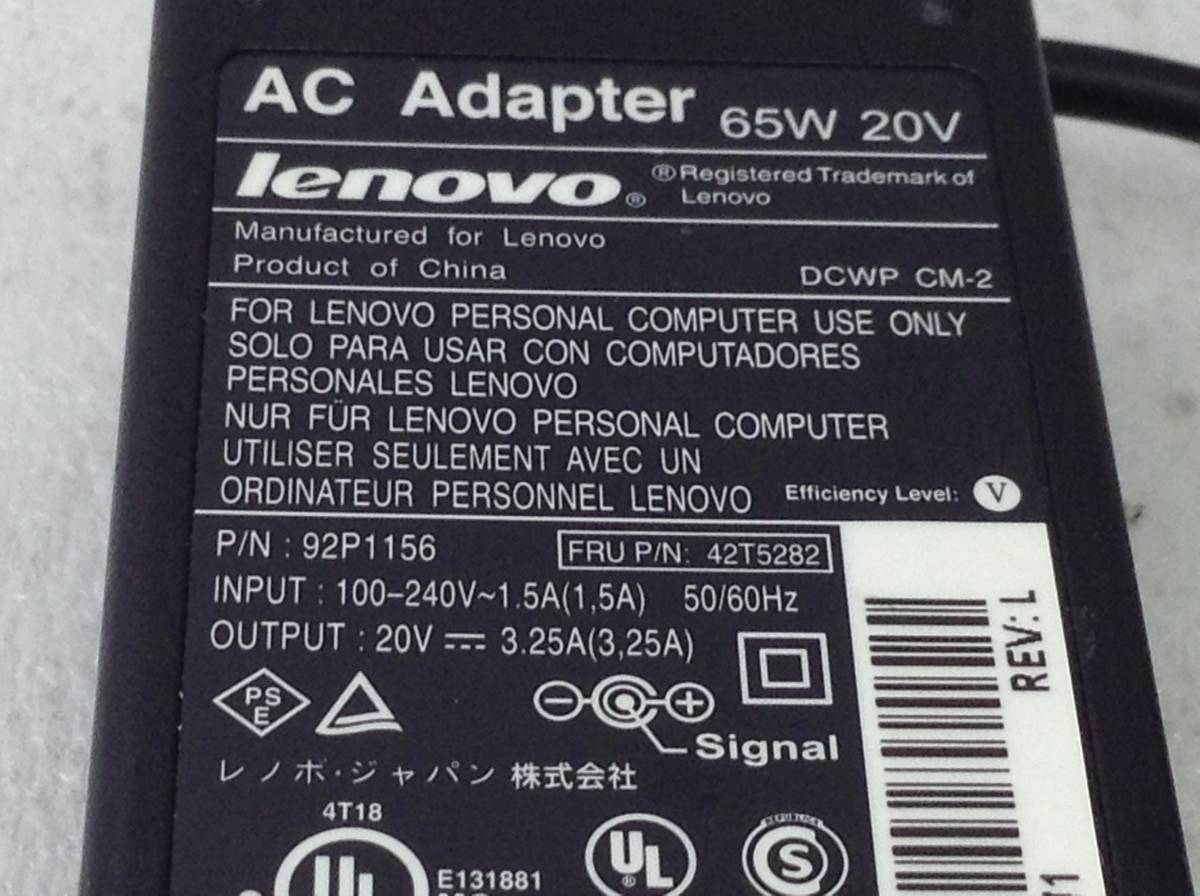 AC Adapter 65W 20V
lenovo® ®Registered Trademark of
Lenovo
Manufactured for Lenovo
Product of China DCWP CM-2
FOR LENOVO PERSONAL COMPUTER USE ONLY
SOLO PARA USAR CON COMPUTADORES
PERSONALES LENOVO
NUR FÜR LENOVO PERSONAL COMPUTER
UTILISER SEULEMENT AVEC UN
ORDINATEUR PERSONNEL LENOVO Efficiency Level: V
P/N : 92P1156 FRU P/N: 42T5282
INPUT : 100-240V~1.5A(1,5A) 50/60Hz
OUTPUT : 20V ⎓ 3.25A(3,25A)
REV: L
PS
E
Signal
レノボ・ジャパン 株式会社
4T18
UL
E131881
UL®
S